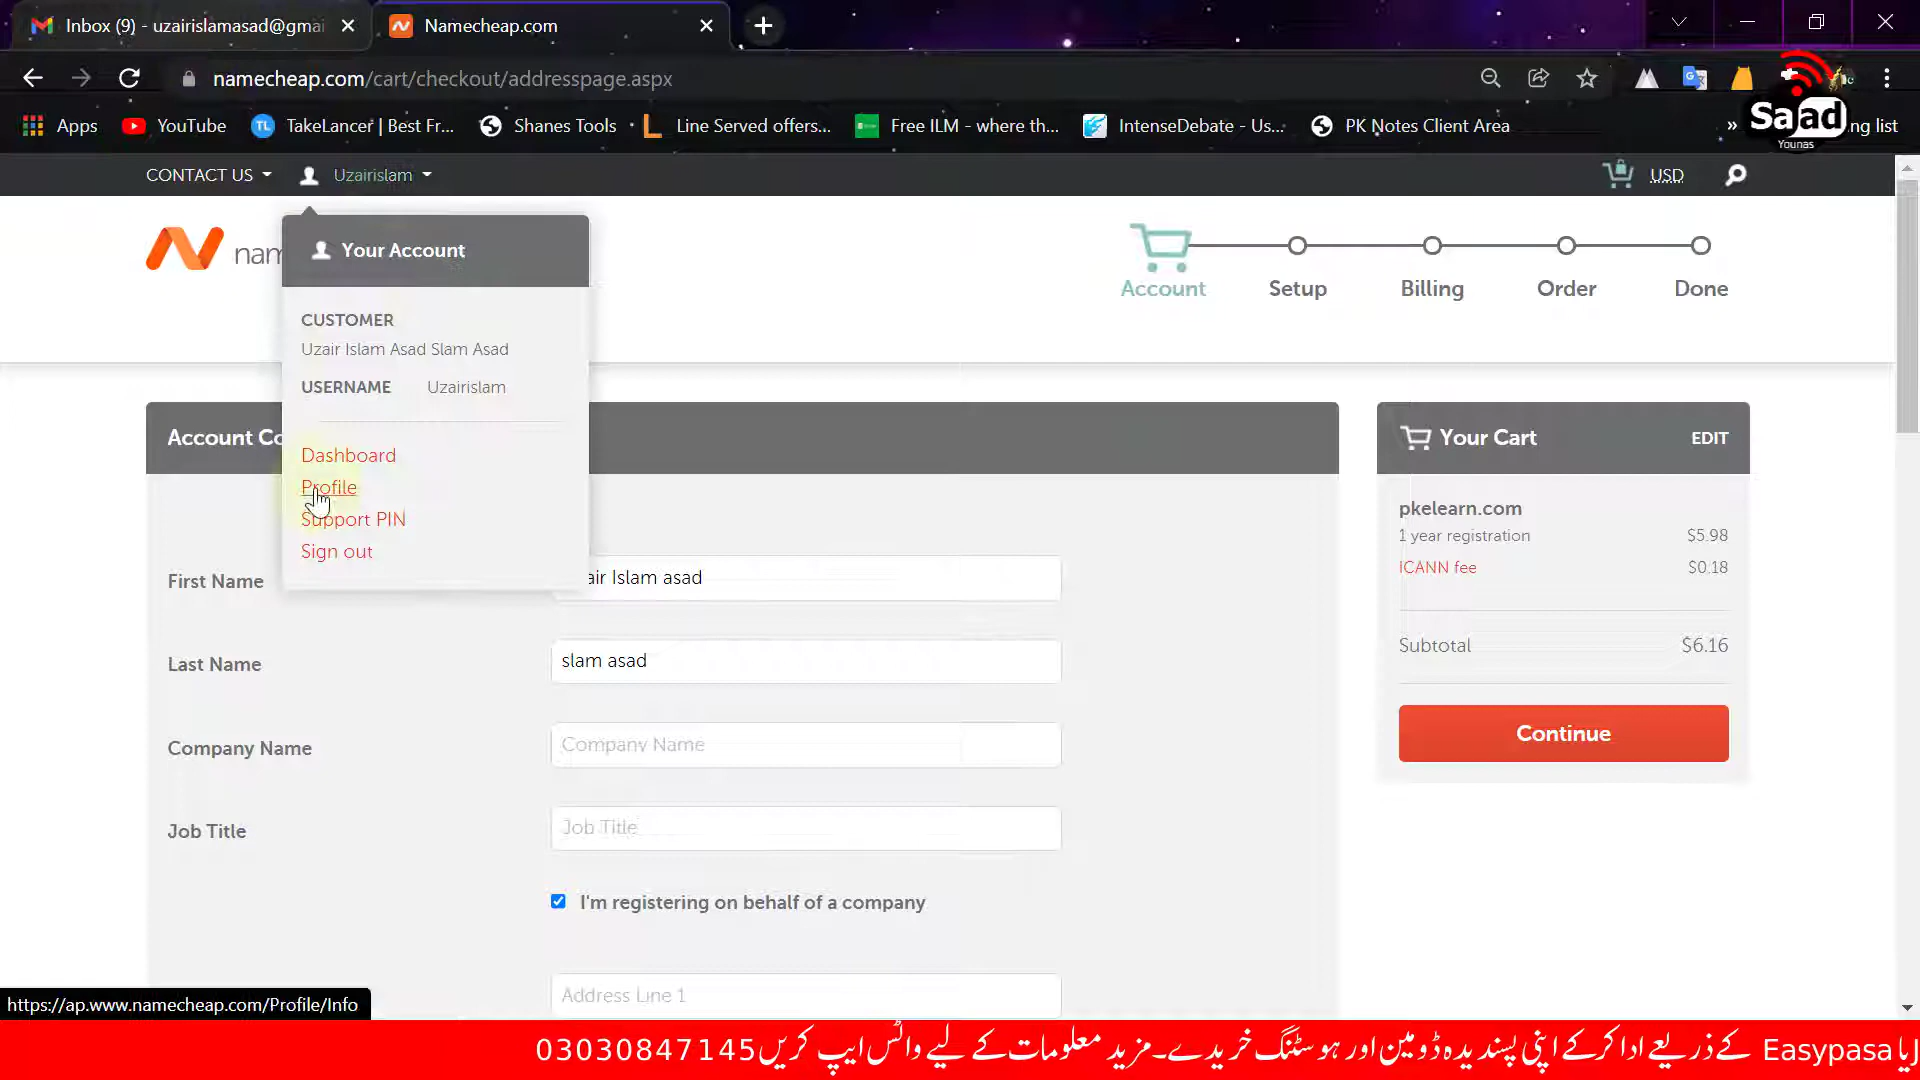 Inbox (9) - uzairislamasad@gmai
Namecheap.com
namecheap.com/cart/checkout/addresspage.aspx
Apps
YouTube
TL
TakeLancer | Best Fr...
Shanes Tools
Line Served offers...
Free ILM - where th...
IntenseDebate - Us...
PK Notes Client Area
»
ng list
Saad
Younas
CONTACT US
Uzairislam
USD
nam
Your Account
CUSTOMER
Uzair Islam Asad Slam Asad
USERNAME Uzairislam
Dashboard
Profile
Support PIN
Sign out
Account
Setup
Billing
Order
Done
Account Co
First Name
air Islam asad
Last Name
slam asad
Company Name
Company Name
Job Title
Job Title
I'm registering on behalf of a company
Address Line 1
Your Cart
EDIT
pkelearn.com
1 year registration $5.98
ICANN fee $0.18
Subtotal $6.16
Continue
https://ap.www.namecheap.com/Profile/Info
یا Easypasa کے ذریعے ادا کرکے اپنی پسندیدہ ڈومین اور ہوسٹنگ خریدے۔مزید معلومات کے لیے واٹس ایپ کریں 03030847145